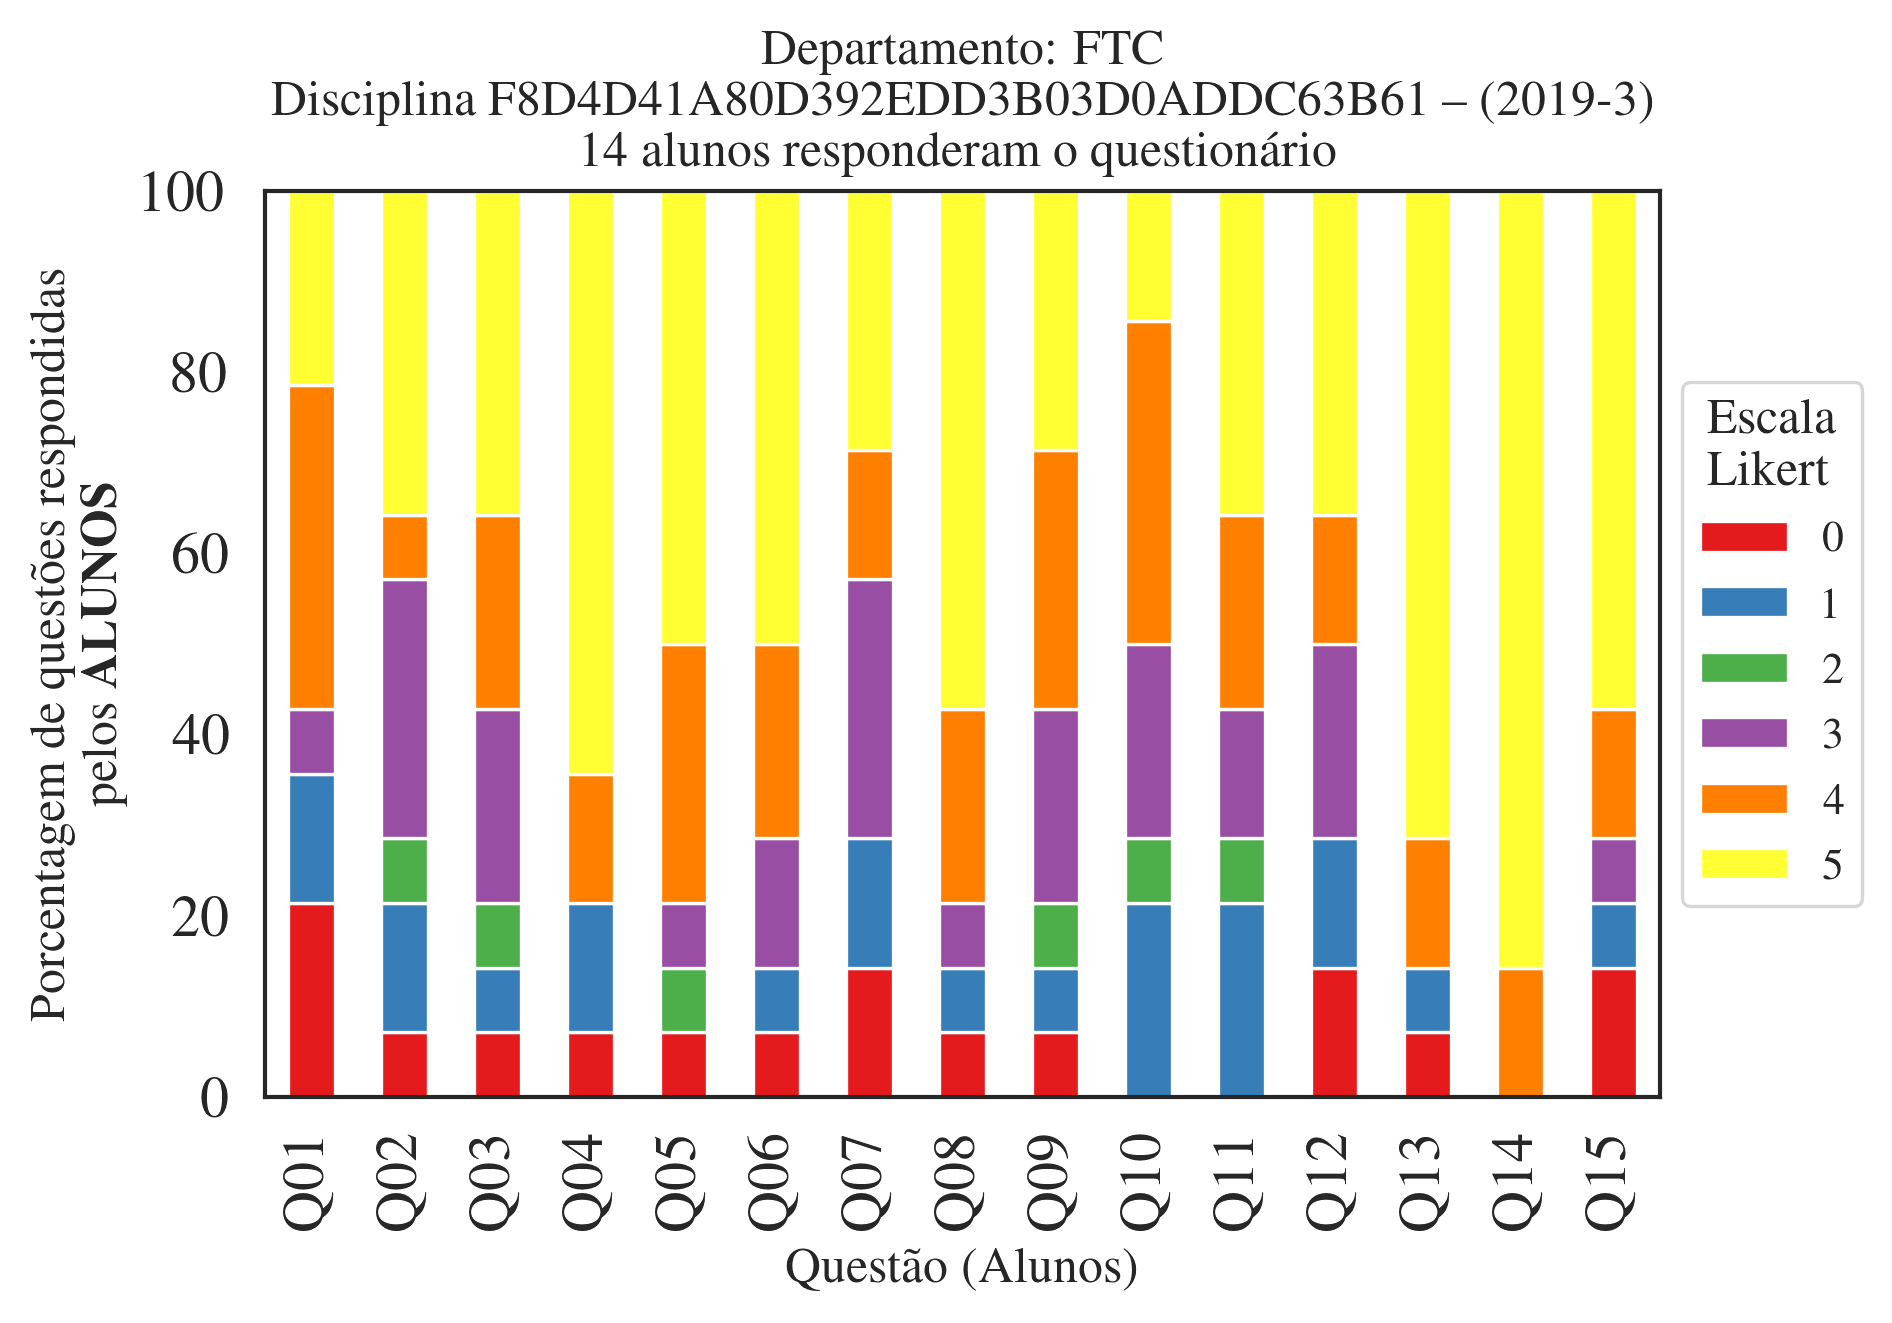 Departamento: FTC
Disciplina F8D4D41A80D392EDD3B03D0ADDC63B61 – (2019-3)
14 alunos responderam o questionário
Porcentagem de questões respondidas
pelos ALUNOS
100
80
60
40
20
0
Q01
Q02
Q03
Q04
Q05
Q06
Q07
Q08
Q09
Q10
Q11
Q12
Q13
Q14
Q15
Questão (Alunos)
Escala
Likert
0
1
2
3
4
5